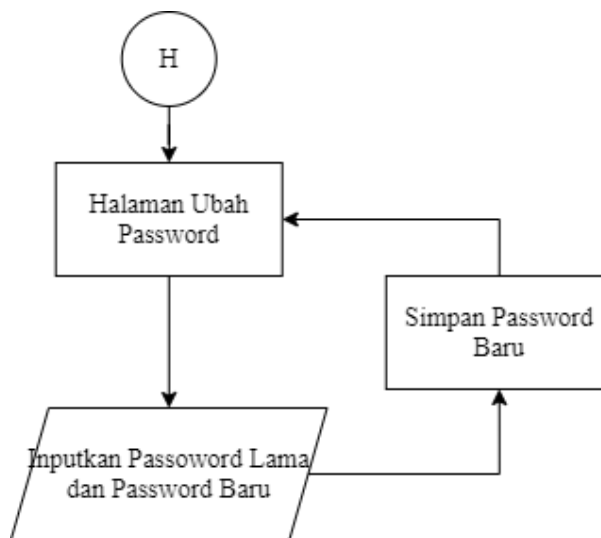 H
Halaman Ubah
Password
Simpan Password
Baru
Inputkan Passoword Lama
dan Password Baru